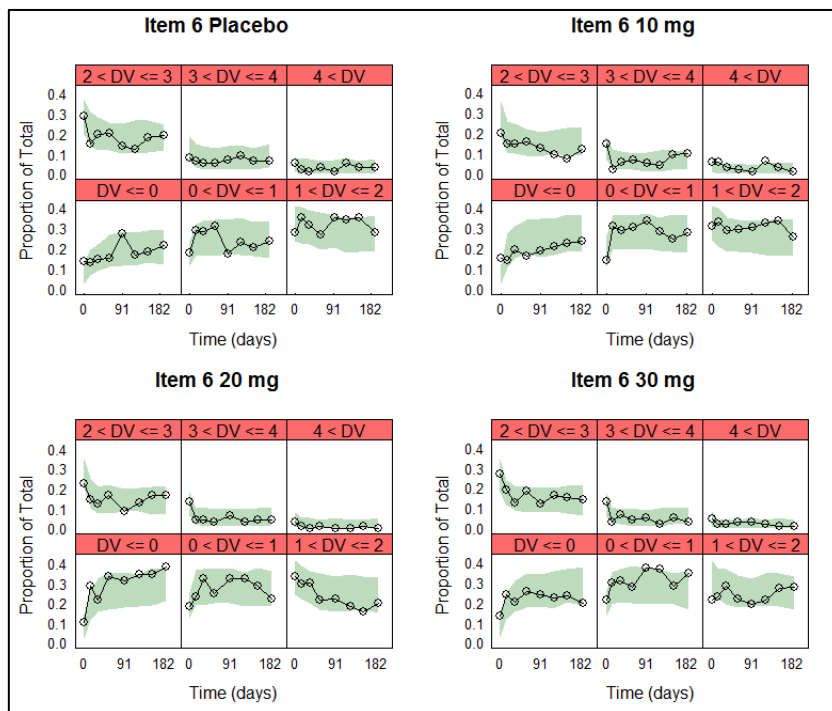 Item 6 Placebo
2 < DV <= 3 3 < DV <= 4 4 < DV
0.4
0.3
0.2
0.1
0.0
DV <= 0 0 < DV <= 1 1 < DV <= 2
0.4
0.3
0.2
0.1
0.0
Proportion of Total
0 91 182 0 91 182 0 91 182
Time (days)
Item 6 10 mg
2 < DV <= 3 3 < DV <= 4 4 < DV
0.4
0.3
0.2
0.1
0.0
DV <= 0 0 < DV <= 1 1 < DV <= 2
0.4
0.3
0.2
0.1
0.0
Proportion of Total
0 91 182 0 91 182 0 91 182
Time (days)
Item 6 20 mg
2 < DV <= 3 3 < DV <= 4 4 < DV
0.4
0.3
0.2
0.1
0.0
DV <= 0 0 < DV <= 1 1 < DV <= 2
0.4
0.3
0.2
0.1
0.0
Proportion of Total
0 91 182 0 91 182 0 91 182
Time (days)
Item 6 30 mg
2 < DV <= 3 3 < DV <= 4 4 < DV
0.4
0.3
0.2
0.1
0.0
DV <= 0 0 < DV <= 1 1 < DV <= 2
0.4
0.3
0.2
0.1
0.0
Proportion of Total
0 91 182 0 91 182 0 91 182
Time (days)